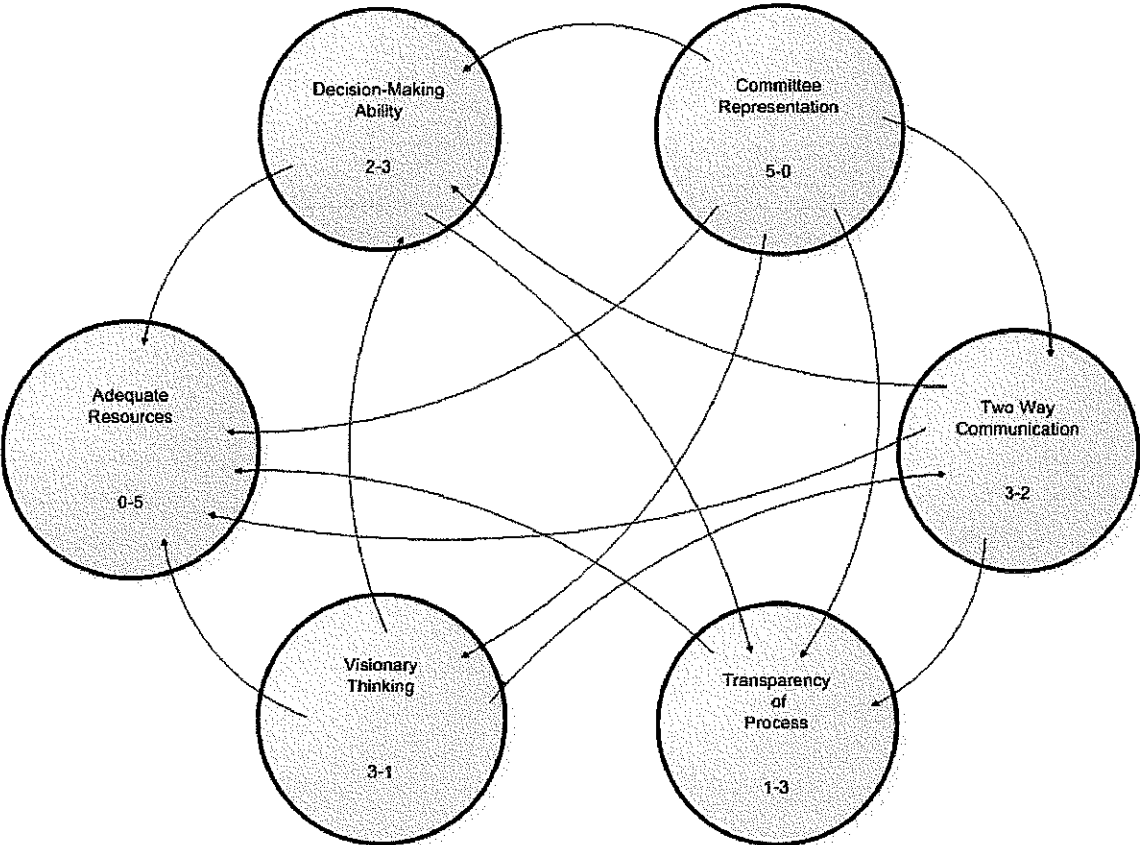 Decision-Making
Ability
2-3
Committee
Representation
5-0
Adequate
Resources
0-5
Two Way
Communication
3-2
Visionary
Thinking
3-1
Transparency
of
Process
1-3